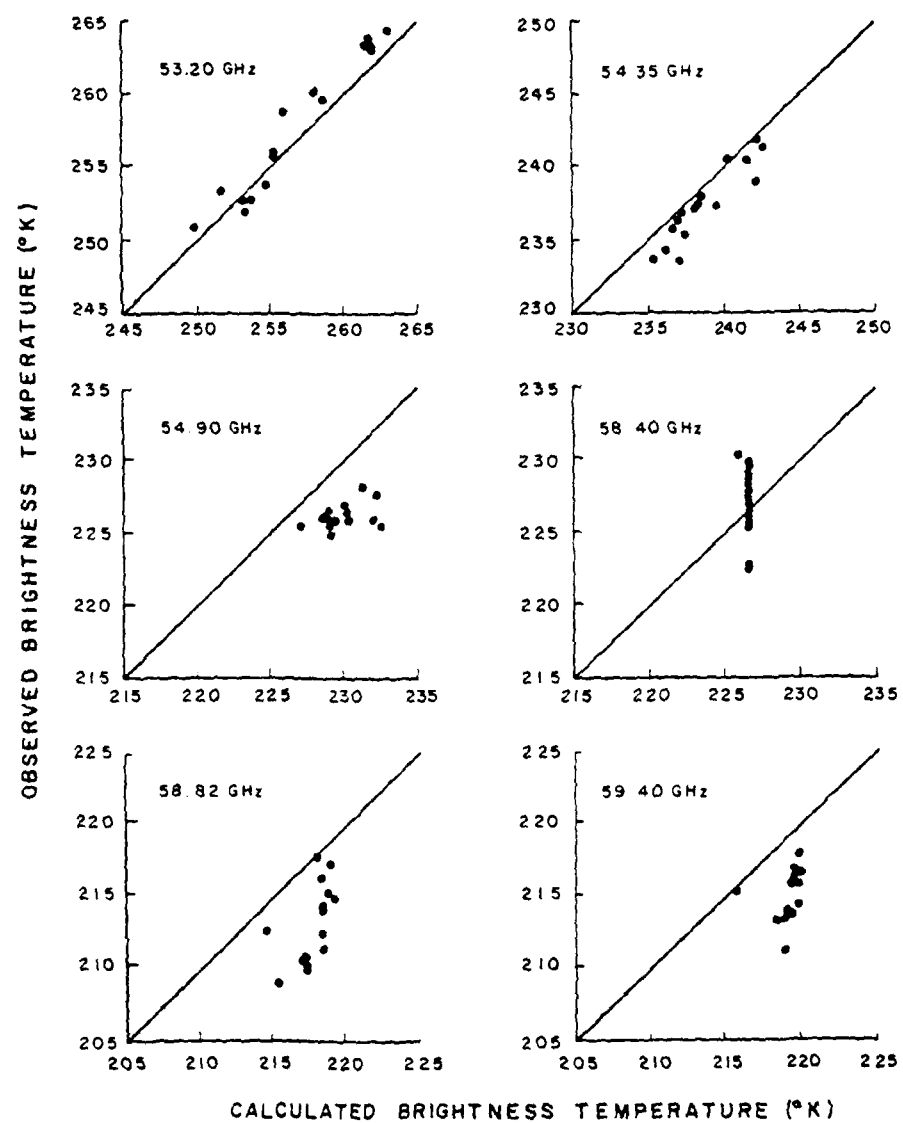 265
260
255
250
245
245 250 255 260 265
53.20 GHz
250
245
240
235
230
230 235 240 245 250
54 35 GHz
235
230
225
220
215
215 220 225 230 235
54.90 GHz
235
230
225
220
215
215 220 225 230 235
58 40 GHz
225
220
215
210
205
205 210 215 220 225
58.82 GHz
225
220
215
210
205
205 210 215 220 225
59 40 GHz
OBSERVED BRIGHTNESS TEMPERATURE (°K)
CALCULATED BRIGHTNESS TEMPERATURE (°K)